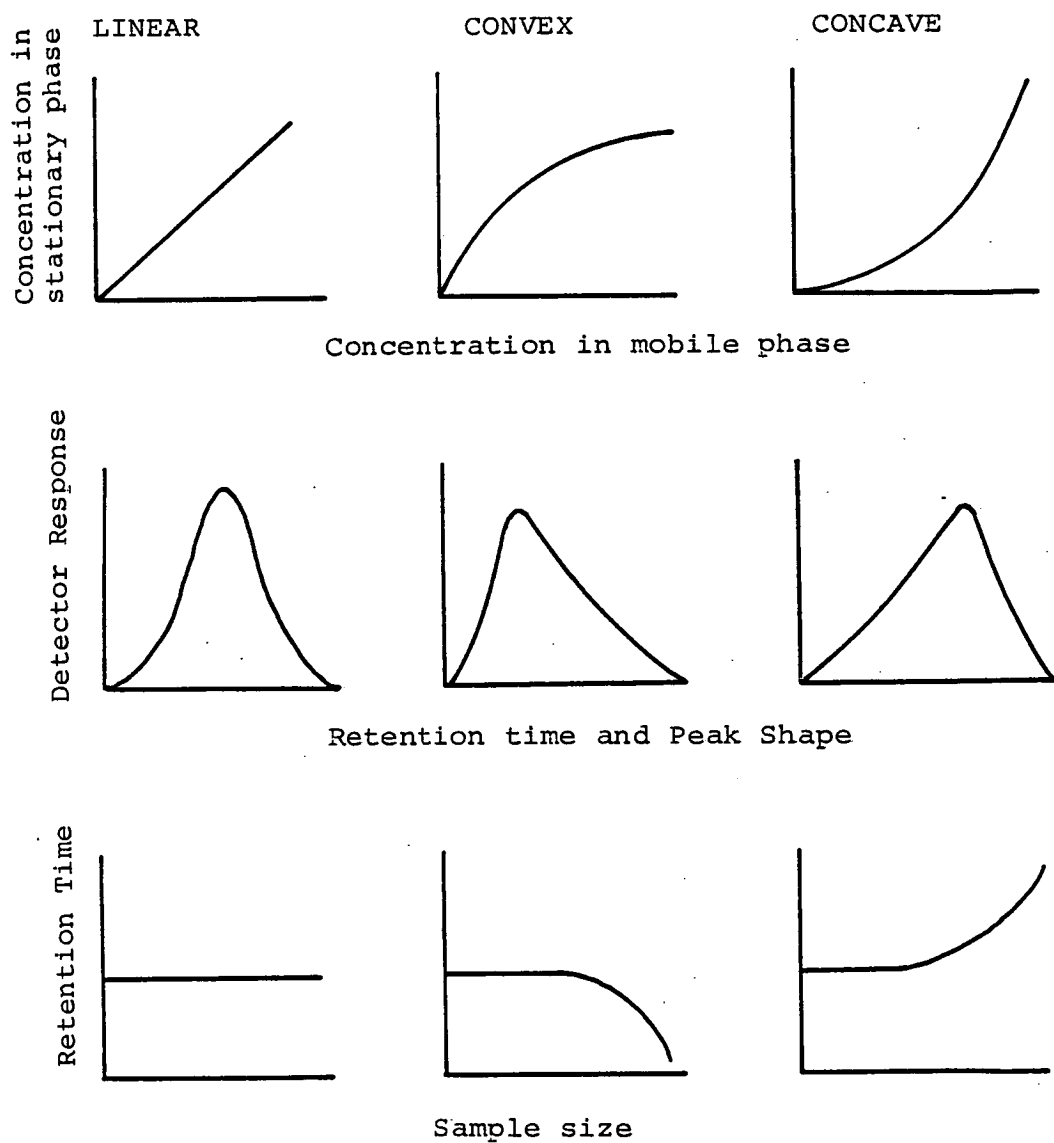 LINEAR
CONVEX
CONCAVE
Concentration in
stationary phase
Concentration in mobile phase
Detector Response
Retention time and Peak Shape
Retention Time
Sample size